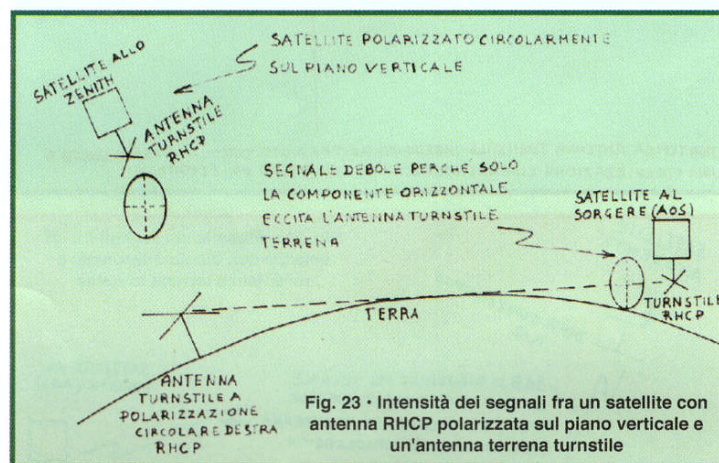 SATELLITE POLARIZZATO CIRCOLARMENTE
SUL PIANO VERTICALE
SATELLITE ALLO
ZENITH
ANTENNA
TURNSTILE
RHCP
SEGNALE DEBOLE PERCHÉ SOLO
LA COMPONENTE ORIZZONTALE
ECCITA L'ANTENNA TURNSTILE
TERRENA
SATELLITE AL
SORGERE (AOS)
TURNSTILE
RHCP
TERRA
ANTENNA
TURNSTILE A
POLARIZZAZIONE
CIRCOLARE DESTRA
RHCP
Fig. 23 · Intensità dei segnali fra un satellite con
antenna RHCP polarizzata sul piano verticale e
un'antenna terrena turnstile